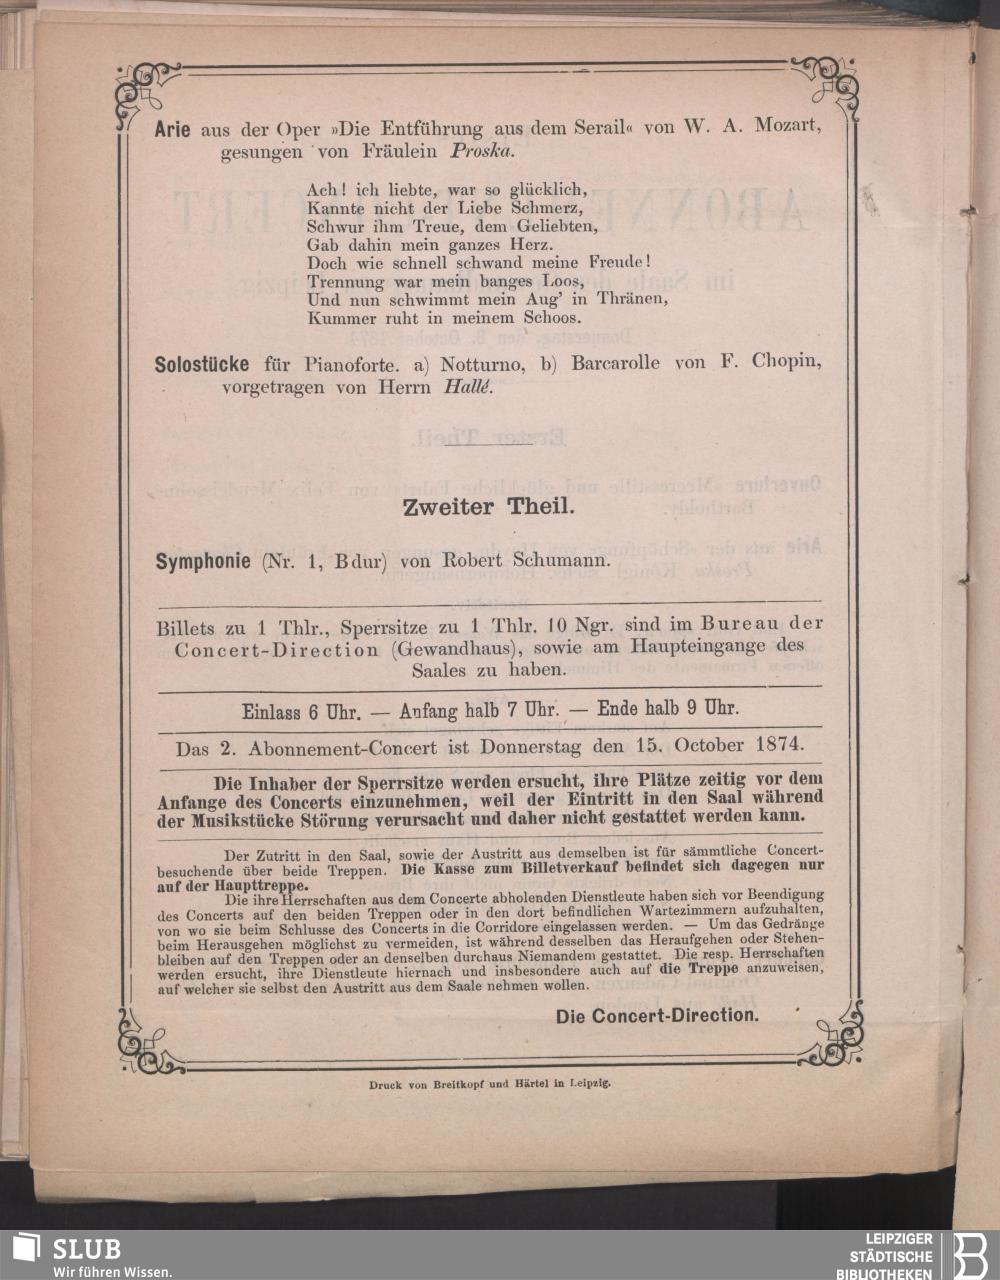 Arie aus der Oper »Die Entführung aus dem Serail« von W. A. Mozart,
gesungen von Fräulein Proska.
Ach! ich liebte, war so glücklich,
Kannte nicht der Liebe Schmerz,
Schwur ihm Treue, dem Geliebten,
Gab dahin mein ganzes Herz.
Doch wie schnell schwand meine Freude!
Trennung war mein banges Loos,
Und nun schwimmt mein Aug' in Thränen,
Kummer ruht in meinem Schoos.
Solostücke für Pianoforte. a) Notturno, b) Barcarolle von F. Chopin,
vorgetragen von Herrn Hallé.
Zweiter Theil.
Symphonie (Nr. 1, B dur) von Robert Schumann.
Billets zu 1 Thlr., Sperrsitze zu 1 Thlr. 10 Ngr. sind im Bureau der
Concert-Direction (Gewandhaus), sowie am Haupteingange des
Saales zu haben.
Einlass 6 Uhr. — Anfang halb 7 Uhr. — Ende halb 9 Uhr.
Das 2. Abonnement-Concert ist Donnerstag den 15. October 1874.
Die Inhaber der Sperrsitze werden ersucht, ihre Plätze zeitig vor dem
Anfange des Concerts einzunehmen, weil der Eintritt in den Saal während
der Musikstücke Störung verursacht und daher nicht gestattet werden kann.
Der Zutritt in den Saal, sowie der Austritt aus demselben ist für sämmtliche Concert-
besuchende über beide Treppen. Die Kasse zum Billetverkauf befindet sich dagegen nur
auf der Haupttreppe.
Die ihre Herrschaften aus dem Concerte abholenden Dienstleute haben sich vor Beendigung
des Concerts auf den beiden Treppen oder in den dort befindlichen Wartezimmern aufzuhalten,
von wo sie beim Schlusse des Concerts in die Corridore eingelassen werden. — Um das Gedränge
beim Herausgehen möglichst zu vermeiden, ist während desselben das Heraufgehen oder Stehen-
bleiben auf den Treppen oder an denselben durchaus Niemandem gestattet. Die resp. Herrschaften
werden ersucht, ihre Dienstleute hiernach und insbesondere auch auf die Treppe anzuweisen,
auf welcher sie selbst den Austritt aus dem Saale nehmen wollen.
Die Concert-Direction.
Druck von Breitkopf und Härtel in Leipzig.
SLUB
Wir führen Wissen.
LEIPZIGER
STÄDTISCHE
BIBLIOTHEKEN